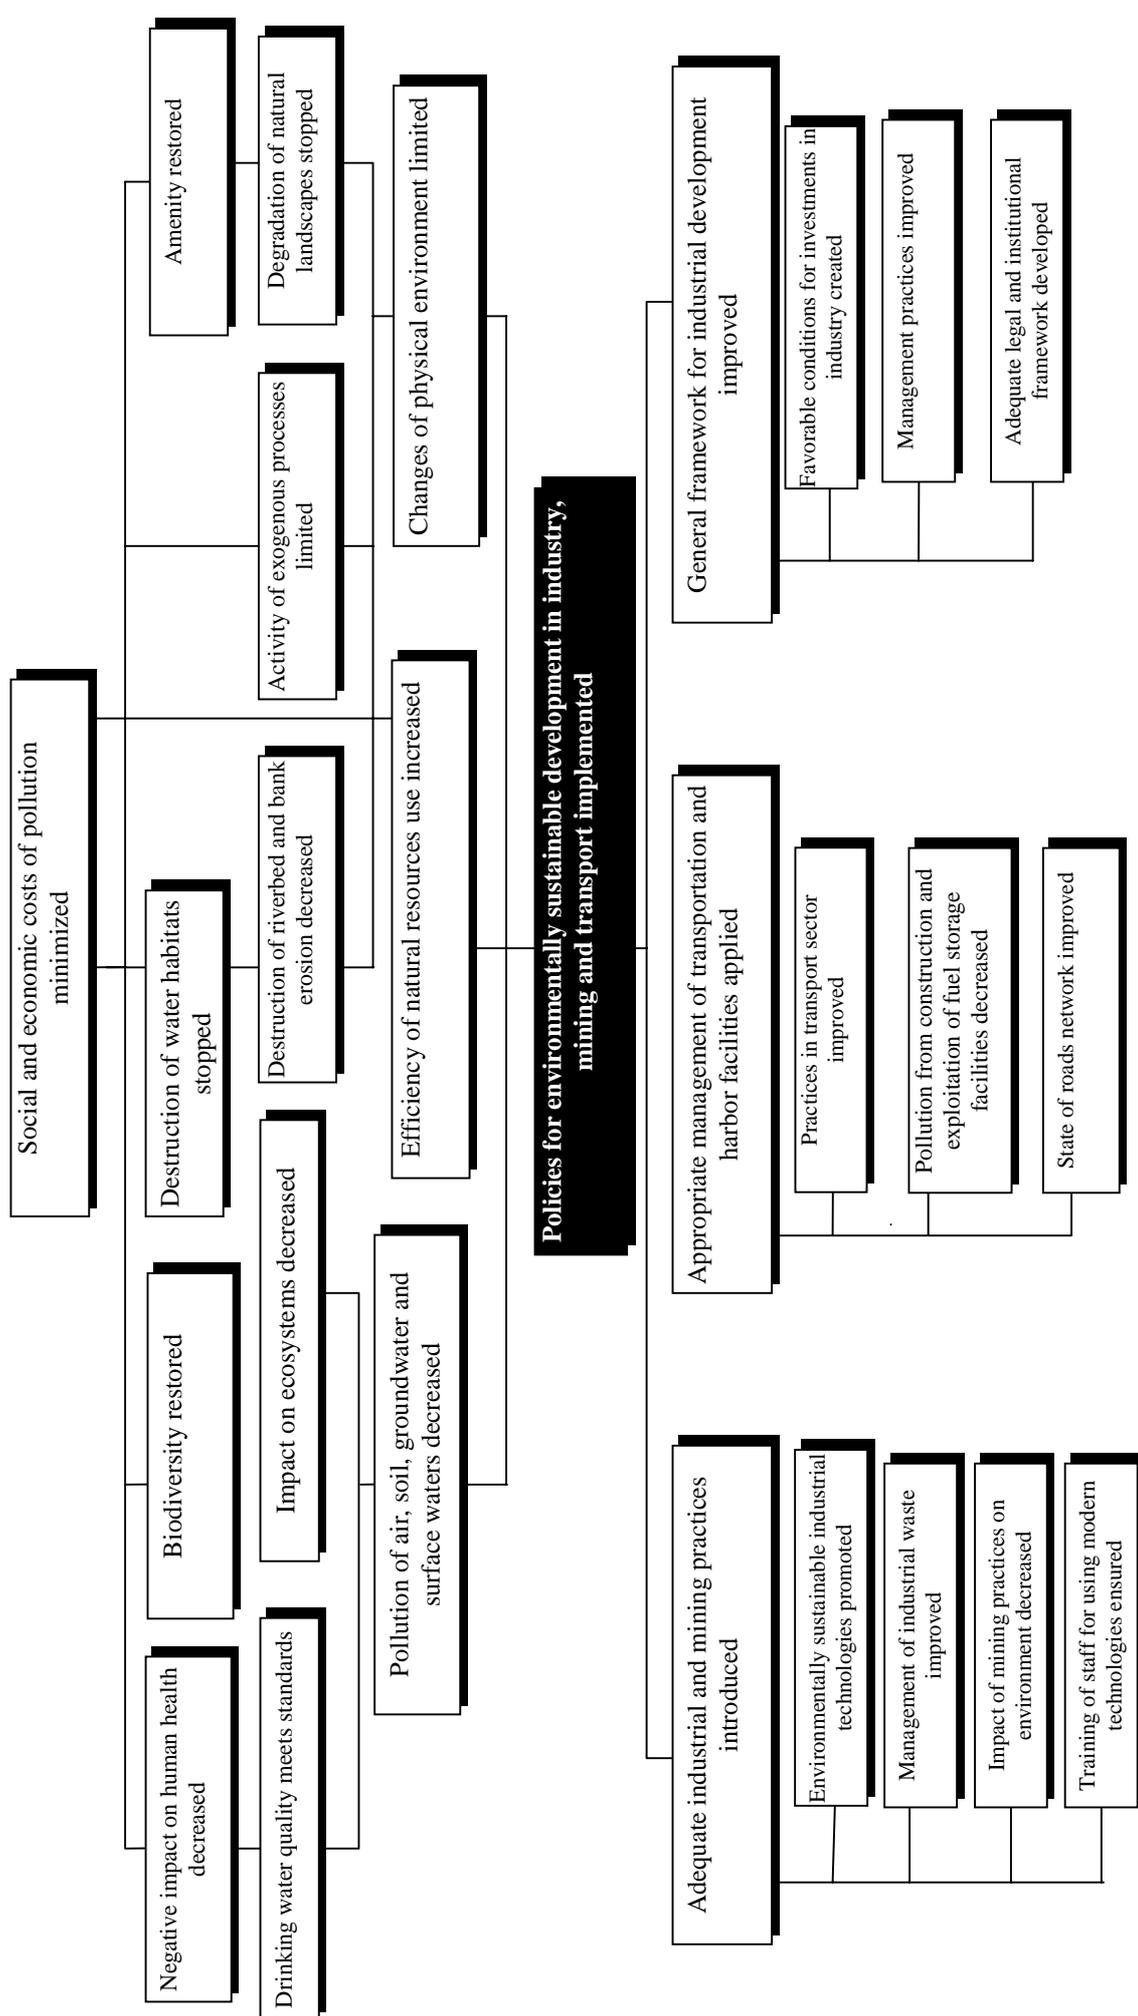 Social and economic costs of pollution
minimized
Negative impact on human health
decreased
Biodiversity restored
Destruction of water habitats
stopped
Amenity restored
Drinking water quality meets standards
Impact on ecosystems decreased
Destruction of riverbed and bank
erosion decreased
Activity of exogenous processes
limited
Degradation of natural
landscapes stopped
Pollution of air, soil, groundwater and
surface waters decreased
Efficiency of natural resources use increased
Changes of physical environment limited
Policies for environmentally sustainable development in industry,
mining and transport implemented
Adequate industrial and mining practices
introduced
Appropriate management of transportation and
harbor facilities applied
General framework for industrial development
improved
Environmentally sustainable industrial
technologies promoted
Management of industrial waste
improved
Impact of mining practices on
environment decreased
Training of staff for using modern
technologies ensured
Practices in transport sector
improved
Pollution from construction and
exploitation of fuel storage
facilities decreased
State of roads network improved
Favorable conditions for investments in
industry created
Management practices improved
Adequate legal and institutional
framework developed